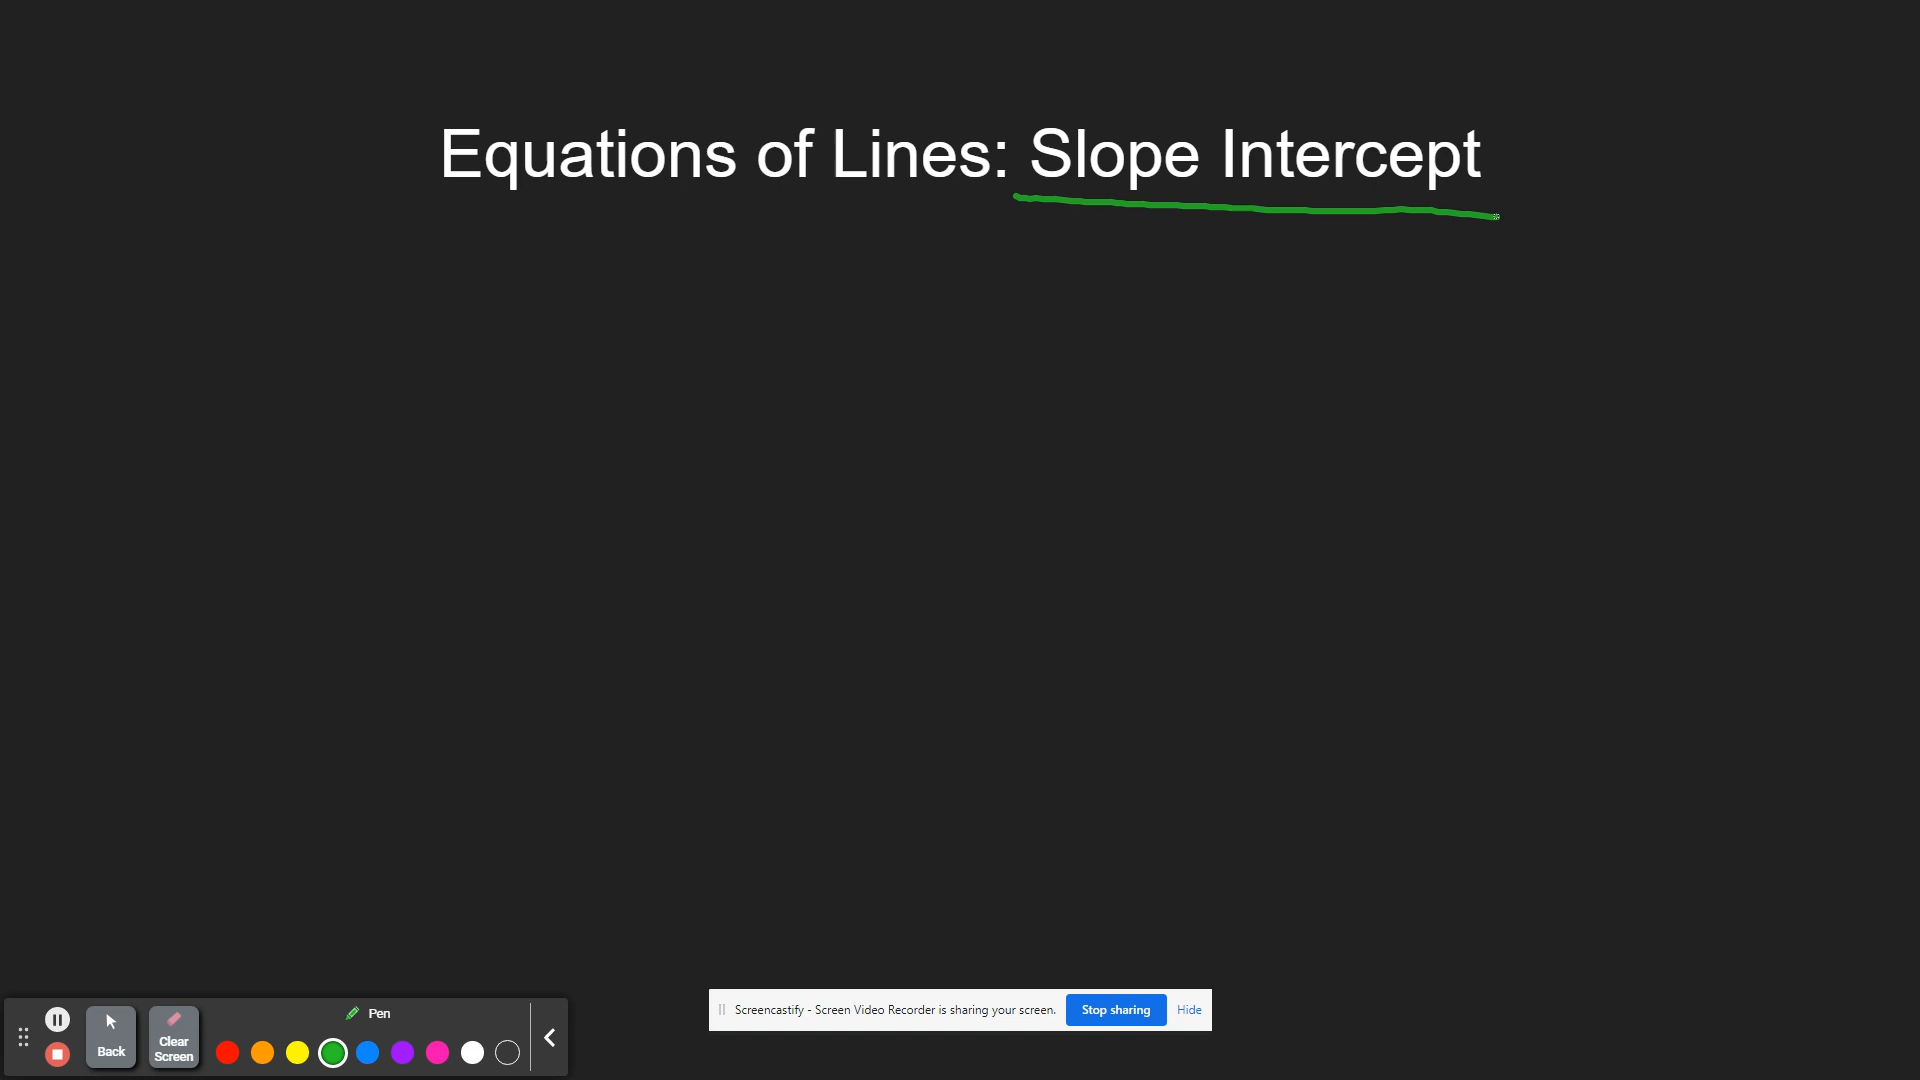 Equations of Lines: Slope Intercept
Pen
Back
Clear
Screen
Screencastify - Screen Video Recorder is sharing your screen.
Stop sharing
Hide